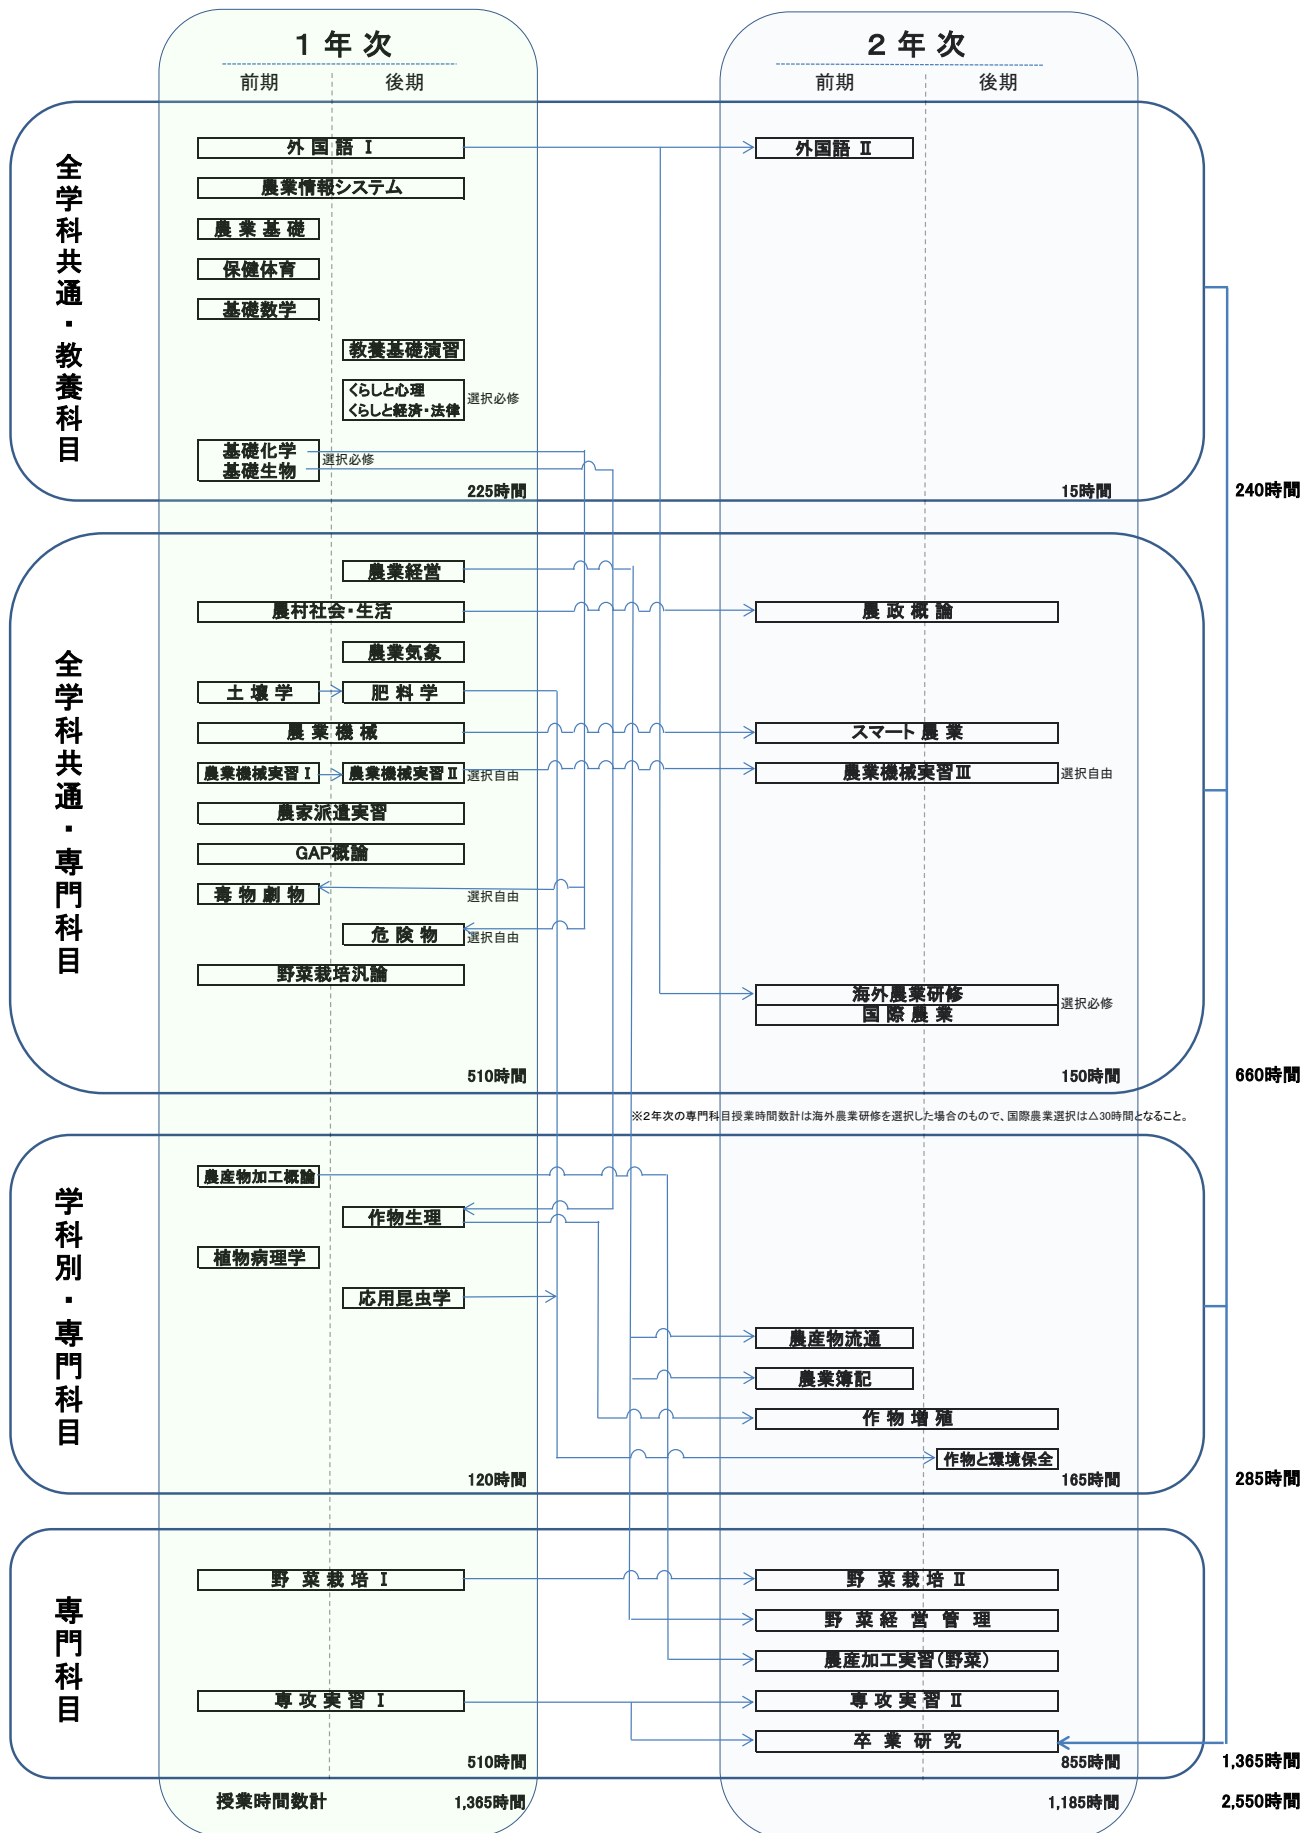 1 年 次
2 年 次
前期
後期
前期
後期
全学科共通・教養科目
外 国 語 Ⅰ
外国語 Ⅱ
農業情報システム
農 業 基 礎
保健体育
基礎数学
教養基礎演習
くらしと心理
くらしと経済・法律
選択必修
基礎化学
基礎生物
選択必修
225時間
15時間
240時間
全学科共通・専門科目
農業経営
農村社会・生活
農 政 概 論
農業気象
土 壌 学
肥 料 学
農 業 機 械
スマート 農 業
農業機械実習Ⅰ
農業機械実習Ⅱ
選択自由
農業機械実習Ⅲ
選択自由
農家派遣実習
GAP概論
毒 物 劇 物
選択自由
危 険 物
選択自由
野菜栽培汎論
海外農業研修
国 際 農 業
選択必修
510時間
150時間
660時間
※2年次の専門科目授業時間数計は海外農業研修を選択した場合のもので、国際農業選択は△30時間となること。
学科別・専門科目
農産物加工概論
作物生理
植物病理学
応用昆虫学
農産物流通
農業簿記
作 物 増 殖
作物と環境保全
120時間
165時間
285時間
専門科目
野 菜 栽 培 Ⅰ
野 菜 栽 培 Ⅱ
野 菜 経 営 管 理
農産加工実習(野菜)
専 攻 実 習 Ⅰ
専 攻 実 習 Ⅱ
卒 業 研 究
510時間
855時間
1,365時間
授業時間数計
1,365時間
1,185時間
2,550時間